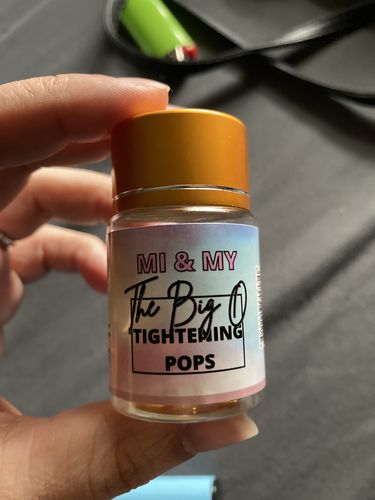 MI & MY
The Big O
TIGHTENING
POPS